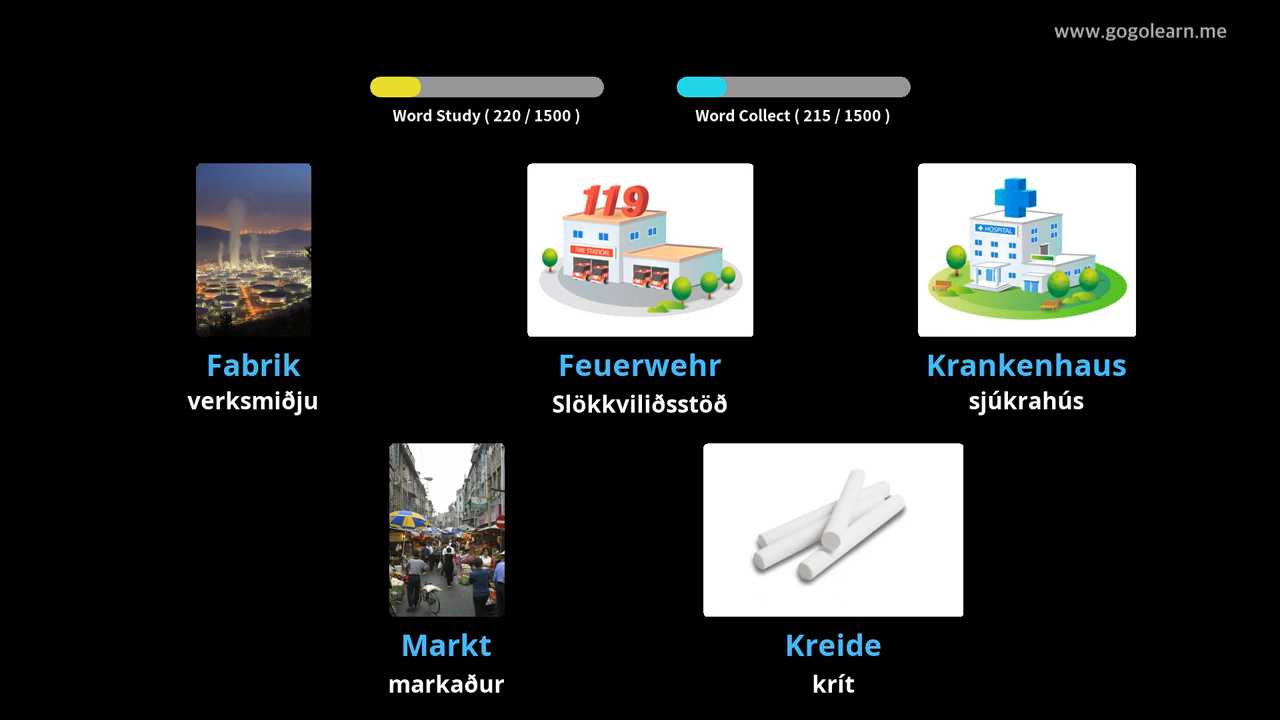 www.gogolearn.me
Word Study ( 220 / 1500 )
Word Collect ( 215 / 1500 )
119
FIRE STATION
HOSPITAL
Fabrik
Feuerwehr
Krankenhaus
verksmiðju
Slökkviliðsstöð
sjúkrahús
Markt
Kreide
markaður
krít